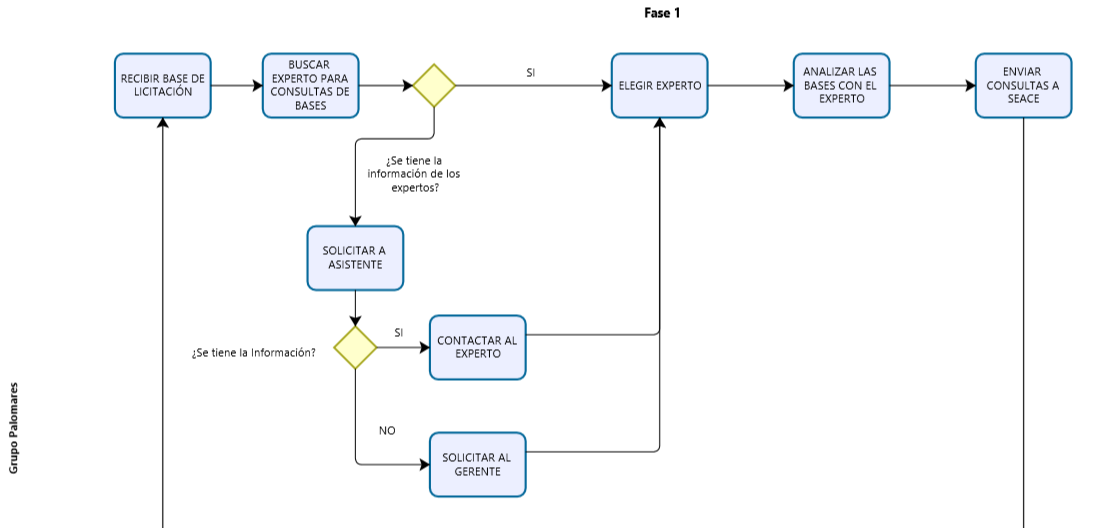 Fase 1
RECIBIR BASE DE
LICITACIÓN
BUSCAR
EXPERTO PARA
CONSULTAS DE
BASES
SI
ELEGIR EXPERTO
ANALIZAR LAS
BASES CON EL
EXPERTO
ENVIAR
CONSULTAS A
SEACE
¿Se tiene la
información de los
expertos?
SOLICITAR A
ASISTENTE
¿Se tiene la Información?
SI
CONTACTAR AL
EXPERTO
NO
SOLICITAR AL
GERENTE
Grupo Palomares